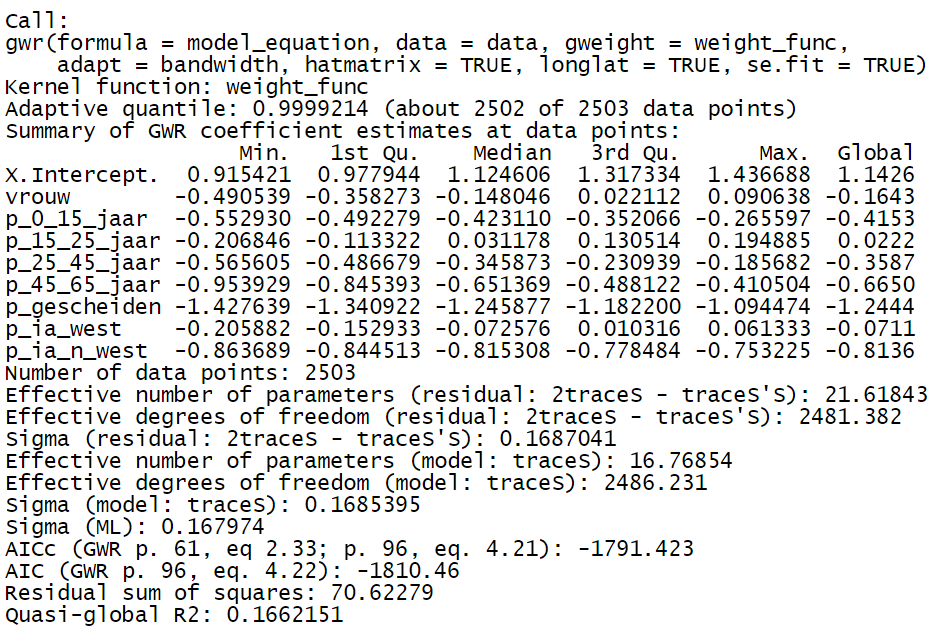 Call:
gwr(formula = model_equation, data = data, gweight = weight_func,
    adapt = bandwidth, hatmatrix = TRUE, longlat = TRUE, se.fit = TRUE)
Kernel function: weight_func
Adaptive quantile: 0.9999214 (about 2502 of 2503 data points)
Summary of GWR coefficient estimates at data points:
                  Min.   1st Qu.    Median   3rd Qu.      Max.  Global
X.Intercept.  0.915421  0.977944  1.124606  1.317334  1.436688  1.1426
vrouw        -0.490539 -0.358273 -0.148046  0.022112  0.090638 -0.1643
p_0_15_jaar  -0.552930 -0.492279 -0.423110 -0.352066 -0.265597 -0.4153
p_15_25_jaar -0.206846 -0.113322  0.031178  0.130514  0.194885  0.0222
p_25_45_jaar -0.565605 -0.486679 -0.345873 -0.230939 -0.185682 -0.3587
p_45_65_jaar -0.953929 -0.845393 -0.651369 -0.488122 -0.410504 -0.6650
p_gescheiden -1.427639 -1.340922 -1.245877 -1.182200 -1.094474 -1.2444
p_ia_west    -0.205882 -0.152933 -0.072576  0.010316  0.061333 -0.0711
p_ia_n_west  -0.863689 -0.844513 -0.815308 -0.778484 -0.753225 -0.8136
Number of data points: 2503
Effective number of parameters (residual: 2traceS - traceS'S): 21.61843
Effective degrees of freedom (residual: 2traceS - traceS'S): 2481.382
Sigma (residual: 2traceS - traceS'S): 0.1687041
Effective number of parameters (model: traceS): 16.76854
Effective degrees of freedom (model: traceS): 2486.231
Sigma (model: traceS): 0.1685395
Sigma (ML): 0.167974
AICc (GWR p. 61, eq 2.33; p. 96, eq. 4.21): -1791.423
AIC (GWR p. 96, eq. 4.22): -1810.46
Residual sum of squares: 70.62279
Quasi-global R2: 0.1662151